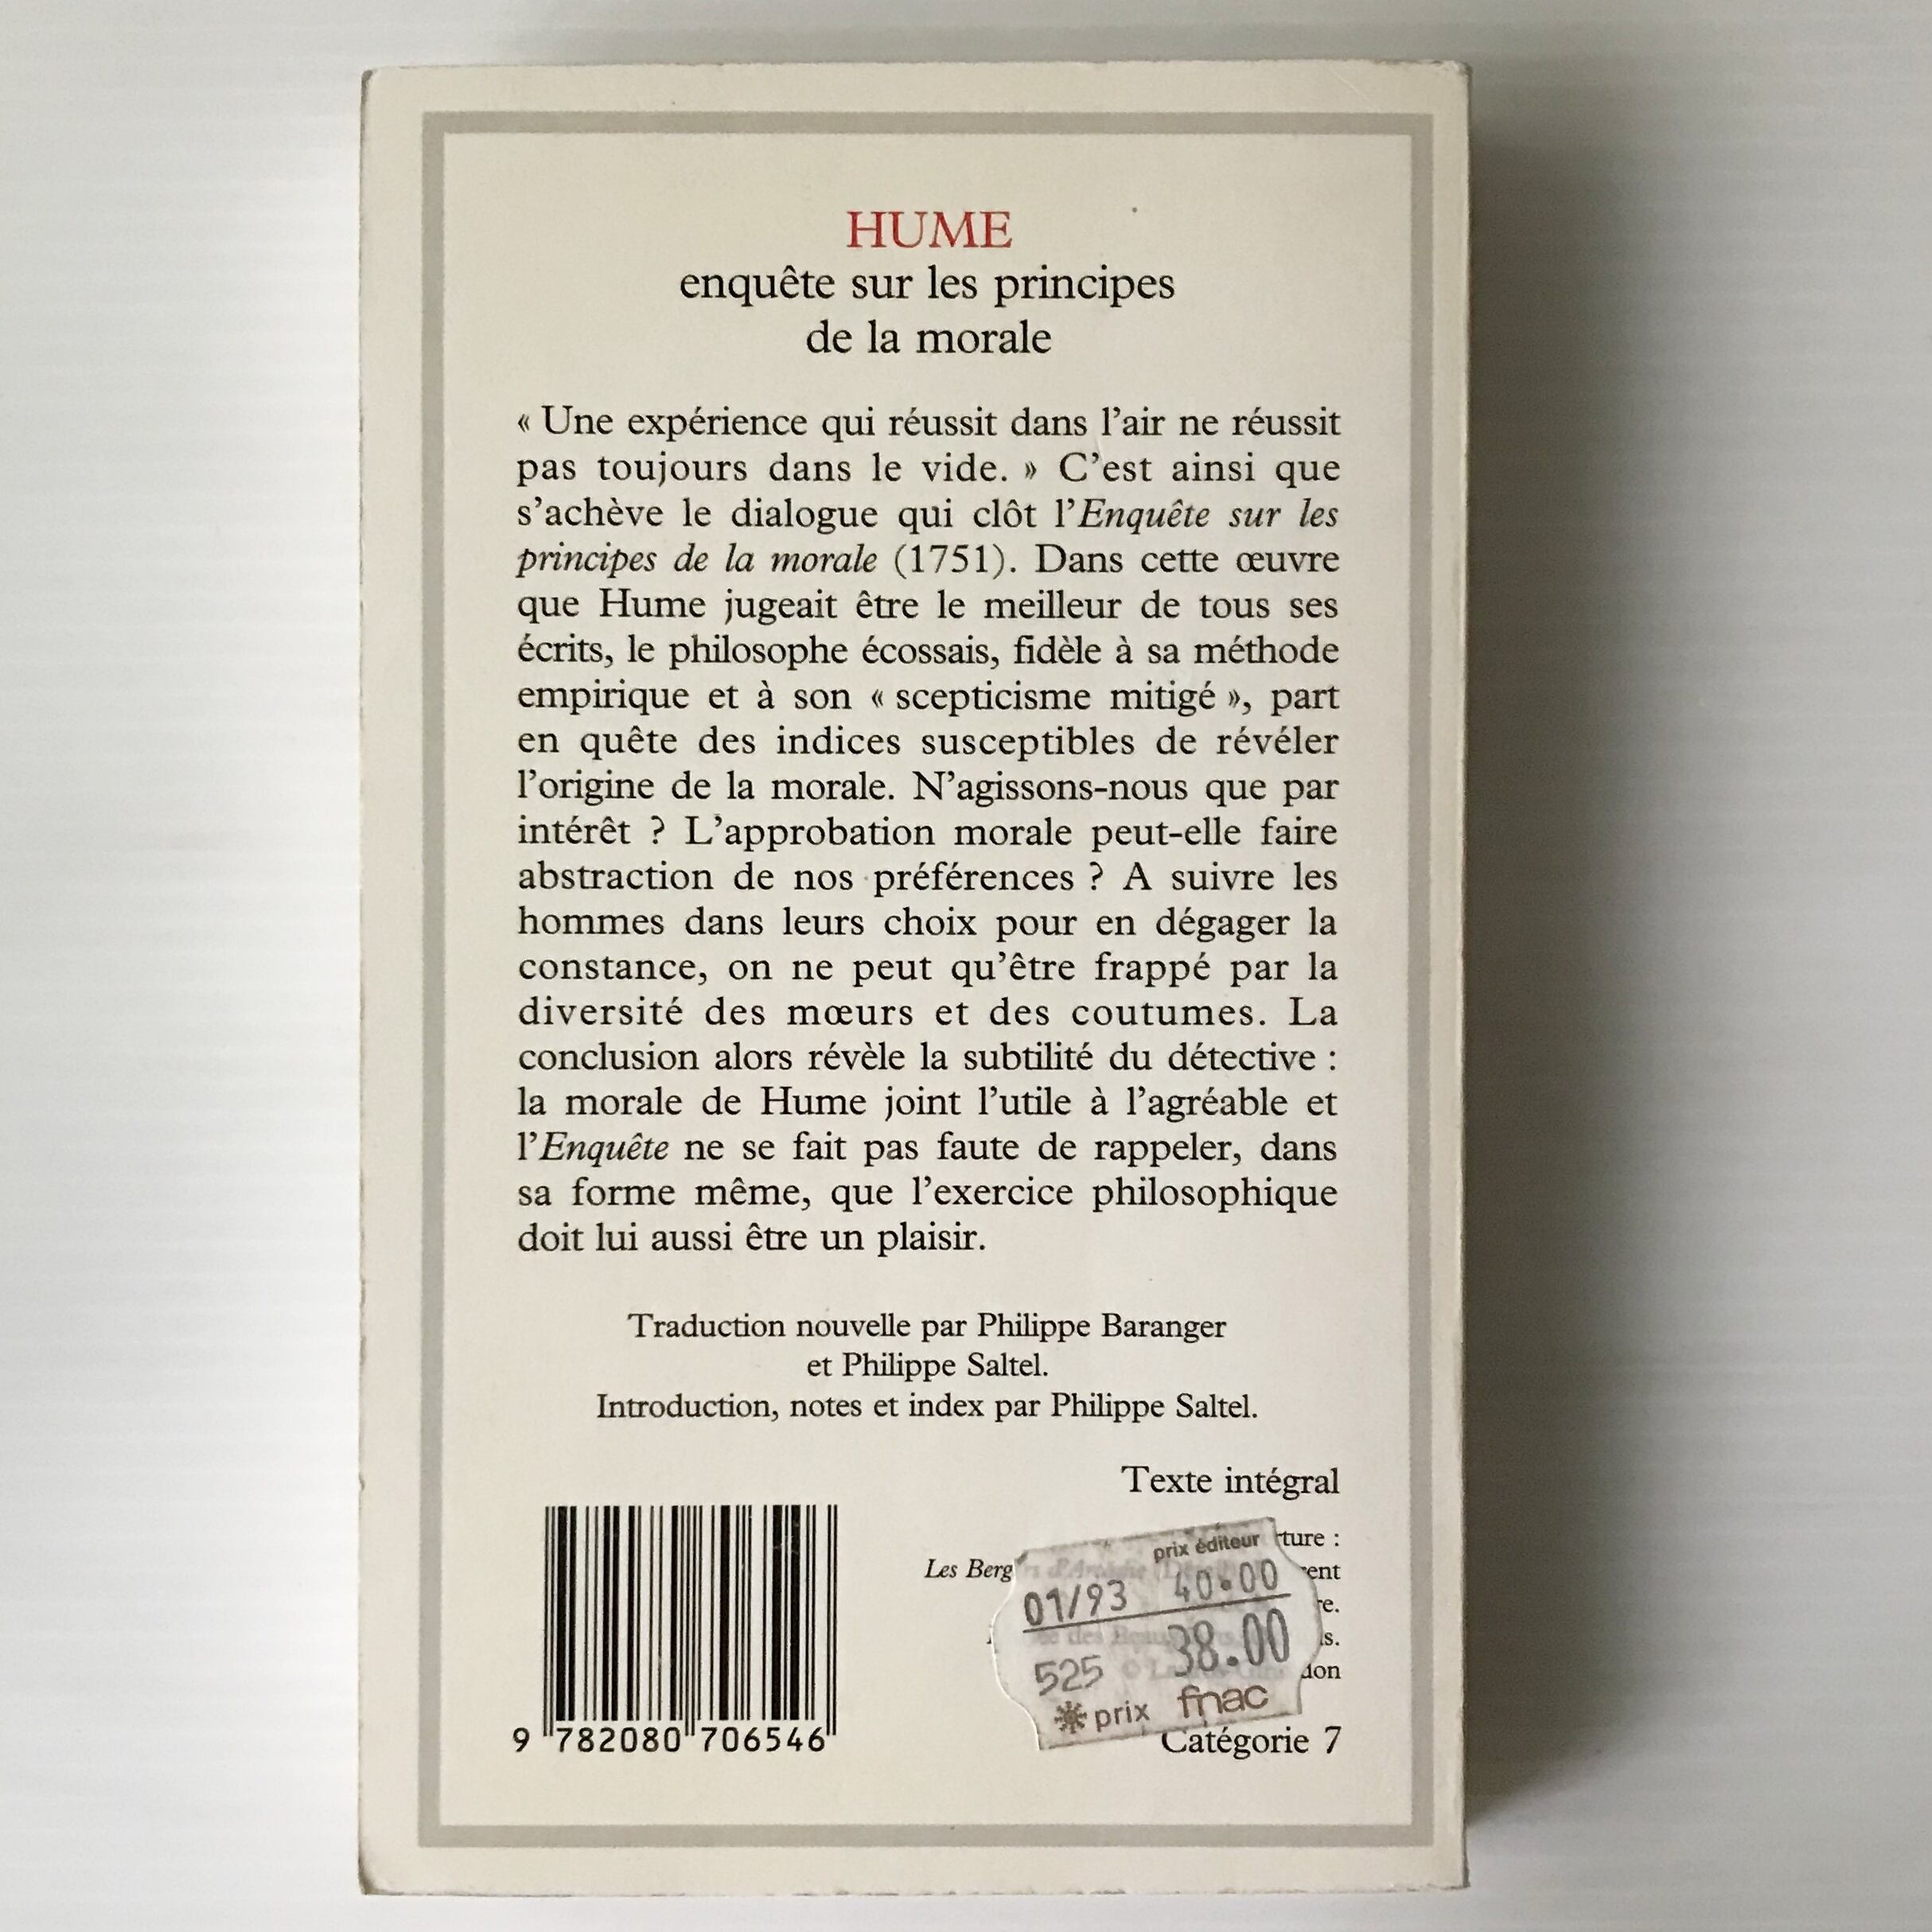 HUME
enquête sur les principes
de la morale
« Une expérience qui réussit dans l'air ne réussit
pas toujours dans le vide. » C'est ainsi que
s'achève le dialogue qui clôt l'Enquête sur les
principes de la morale (1751). Dans cette œuvre
que Hume jugeait être le meilleur de tous ses
écrits, le philosophe écossais, fidèle à sa méthode
empirique et à son « scepticisme mitigé », part
en quête des indices susceptibles de révéler
l'origine de la morale. N'agissons-nous que par
intérêt ? L'approbation morale peut-elle faire
abstraction de nos préférences ? A suivre les
hommes dans leurs choix pour en dégager la
constance, on ne peut qu'être frappé par la
diversité des mœurs et des coutumes. La
conclusion alors révèle la subtilité du détective :
la morale de Hume joint l'utile à l'agréable et
l'Enquête ne se fait pas faute de rappeler, dans
sa forme même, que l'exercice philosophique
doit lui aussi être un plaisir.
Traduction nouvelle par Philippe Baranger
et Philippe Saltel.
Introduction, notes et index par Philippe Saltel.
Texte intégral
Les
prix éditeur
01/93 40.00
38.00
525
prix fnac
9 782080 706546
Catégorie 7